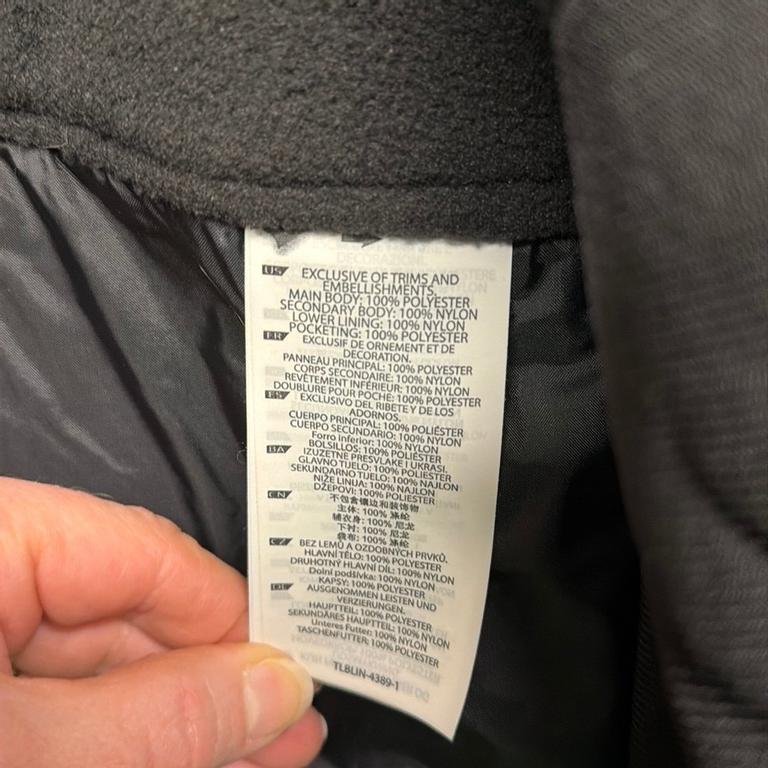 US EXCLUSIVE OF TRIMS AND
EMBELLISHMENTS.
MAIN BODY: 100% POLYESTER
SECONDARY BODY: 100% NYLON
LOWER LINING: 100% NYLON
POCKETING: 100% POLYESTER
FR EXCLUSIF DE ORNEMENT ET DE
DECORATION.
PANNEAU PRINCIPAL: 100% POLYESTER
CORPS SECONDAIRE: 100% NYLON
REVÊTEMENT INFÉRIEUR: 100% NYLON
DOUBLURE POUR POCHE: 100% POLYESTER
ES EXCLUSIVO DEL RIBETE Y DE LOS
ADORNOS.
CUERPO PRINCIPAL: 100% POLIÉSTER
CUERPO SECUNDARIO: 100% NYLON
Forro inferior: 100% NYLON
BOLSILLOS: 100% POLIÉSTER
BA IZUZETNE PRESVLAKE I UKRASI.
GLAVNO TIJELO: 100% POLIESTER
SEKUNDARNO TIJELO: 100% NAJLON
NIŽE LINIJA: 100% NAJLON
DŽEPOVI: 100% POLIESTER
CN 不包含镶边和装饰物
主体: 100% 涤纶
辅衣身: 100% 尼龙
下衬: 100% 尼龙
袋布: 100% 涤纶
CZ BEZ LEMŮ A OZDOBNÝCH PRVKŮ.
HLAVNÍ TĚLO: 100% POLYESTER
DRUHOTNÝ HLAVNÍ DÍL: 100% NYLON
Dolní podšívka: 100% NYLON
KAPSY: 100% POLYESTER
DE AUSGENOMMEN LEISTEN UND
VERZIERUNGEN.
HAUPTTEIL: 100% POLYESTER
SEKUNDÄRES HAUPTTEIL: 100% NYLON
Unteres Futter: 100% NYLON
TASCHENFUTTER: 100% POLYESTER
TLBLIN-4389-1